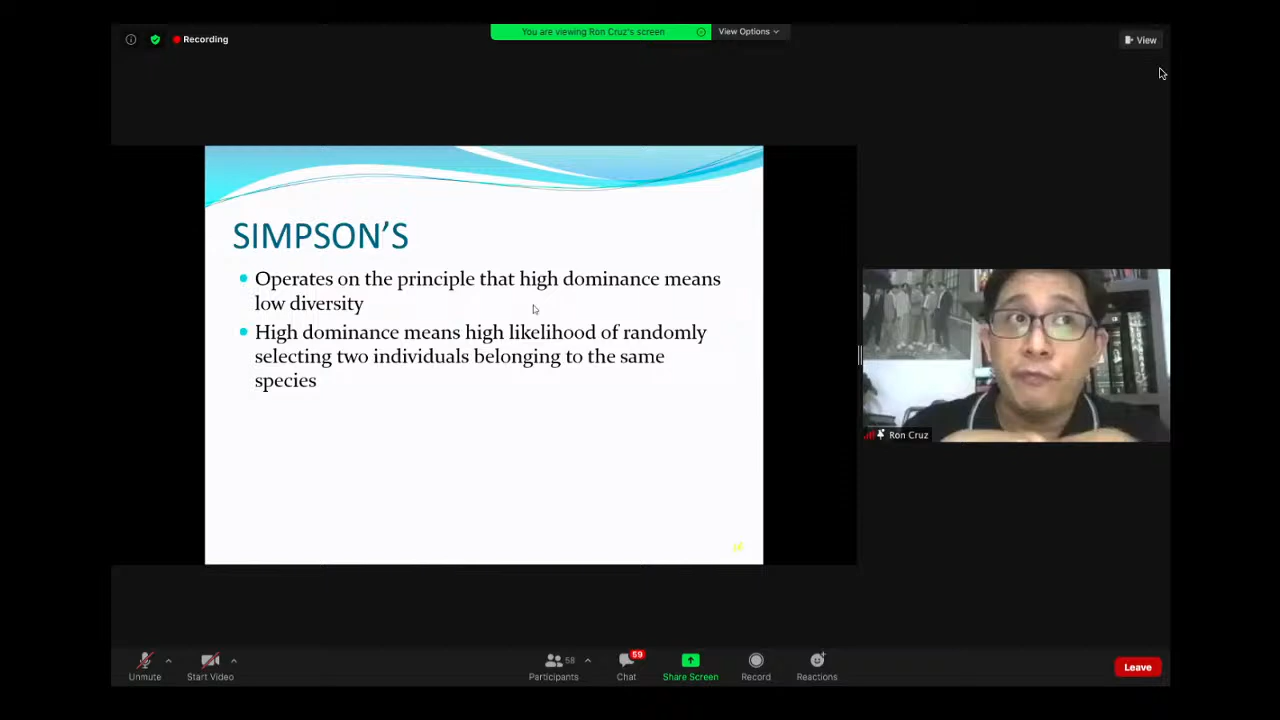 You are viewing Ron Cruz's screen
View Options
Recording
View
SIMPSON'S
Operates on the principle that high dominance means
low diversity
High dominance means high likelihood of randomly
selecting two individuals belonging to the same
species
Ron Cruz
59
58
Unmute
Start Video
Participants
Chat
Share Screen
Record
Reactions
Leave